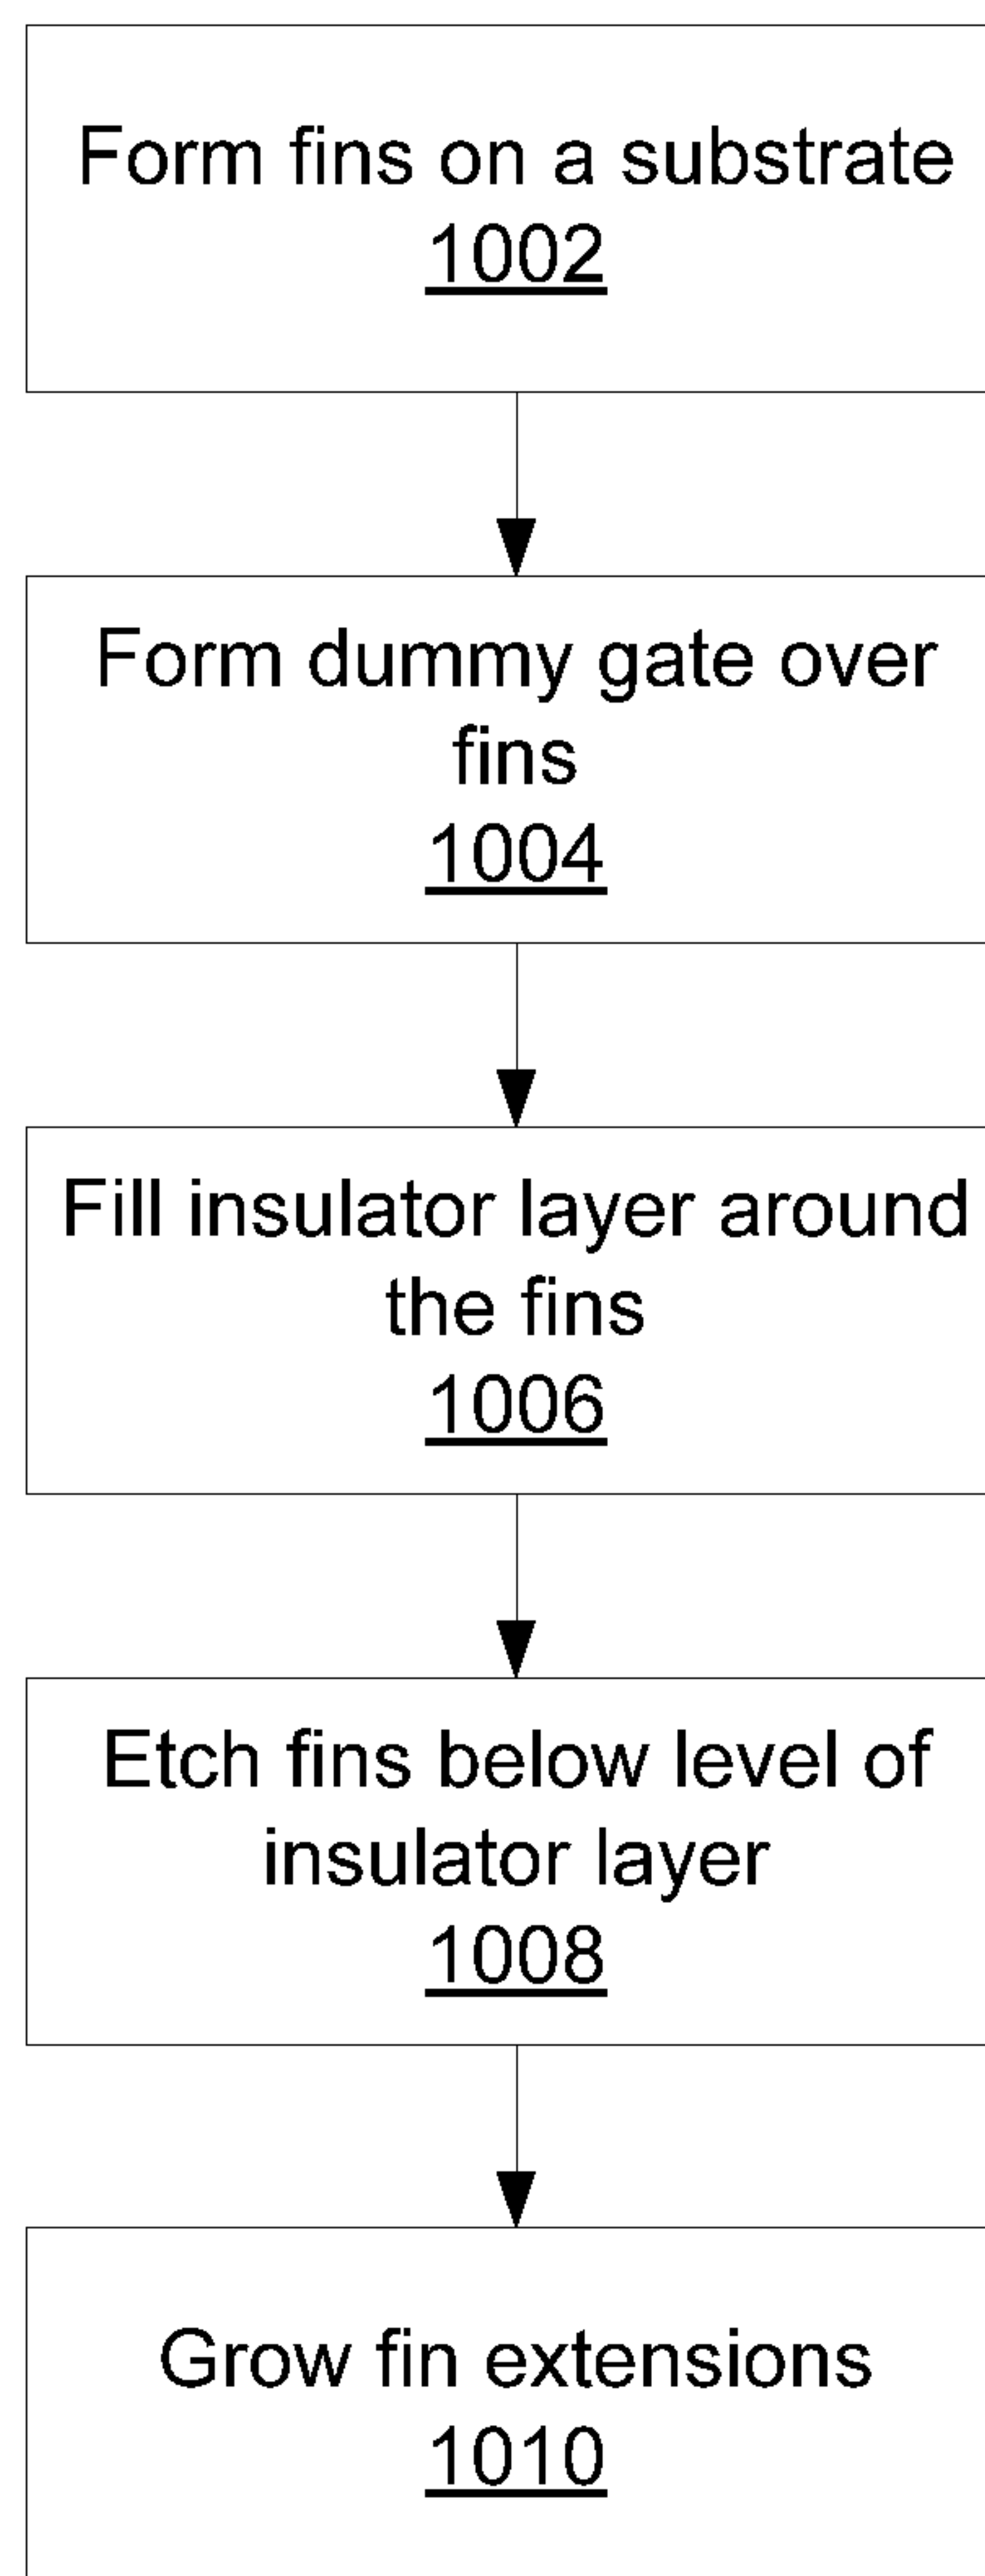 Form fins on a substrate
1002
Form dummy gate over
fins
1004
Fill insulator layer around
the fins
1006
Etch fins below level of
insulator layer
1008
Grow fin extensions
1010